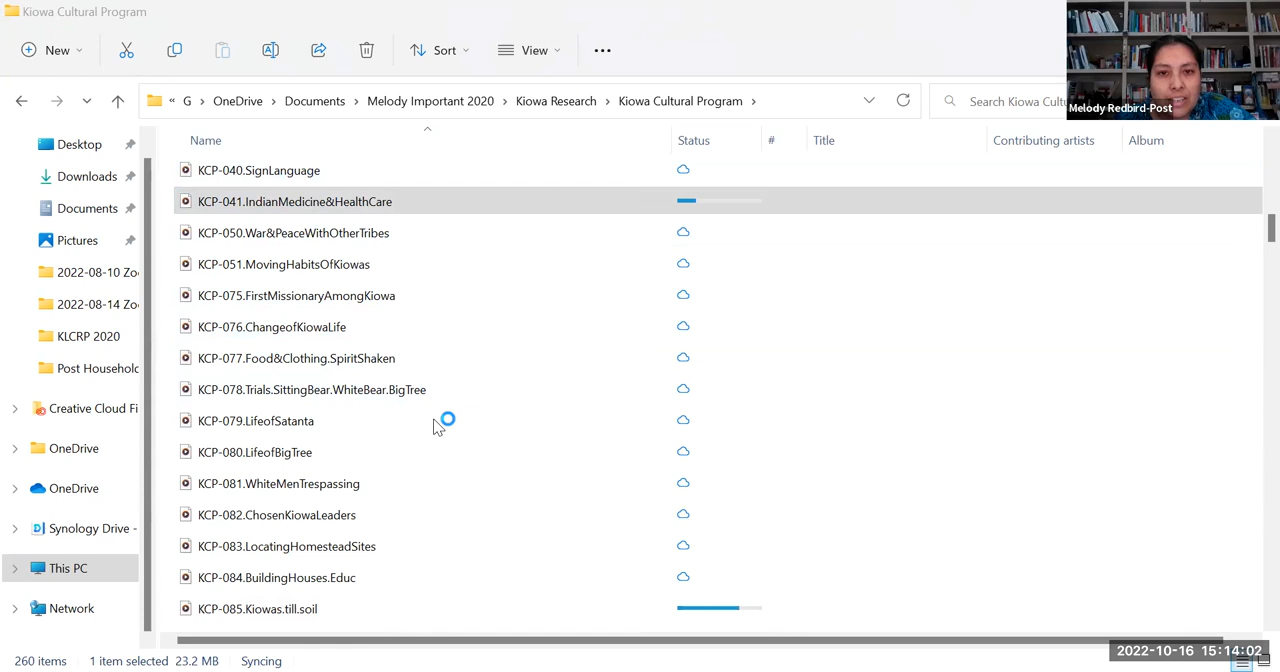 Kiowa Cultural Program
New
Sort
View
Melody Redbird-Post
« G > OneDrive > Documents > Melody Important 2020 > Kiowa Research > Kiowa Cultural Program >
Search Kiowa Cultu
Name Status # Title Contributing artists Album
Desktop
Downloads
Documents
Pictures
2022-08-10 Zo
2022-08-14 Zo
KLCRP 2020
Post Househol
Creative Cloud Fi
OneDrive
OneDrive
Synology Drive -
This PC
Network
KCP-040.SignLanguage
KCP-041.IndianMedicine&HealthCare
KCP-050.War&PeaceWithOtherTribes
KCP-051.MovingHabitsOfKiowas
KCP-075.FirstMissionaryAmongKiowa
KCP-076.ChangeofKiowaLife
KCP-077.Food&Clothing.SpiritShaken
KCP-078.Trials.SittingBear.WhiteBear.BigTree
KCP-079.LifeofSatanta
KCP-080.LifeofBigTree
KCP-081.WhiteMenTrespassing
KCP-082.ChosenKiowaLeaders
KCP-083.LocatingHomesteadSites
KCP-084.BuildingHouses.Educ
KCP-085.Kiowas.till.soil
260 items 1 item selected 23.2 MB Syncing
2022-10-16 15:14:02